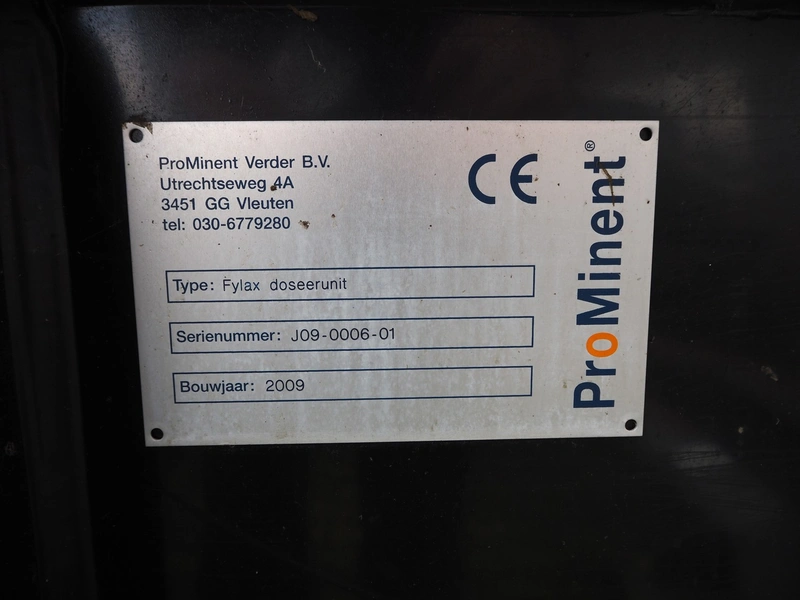 ProMinent Verder B.V.
Utrechtseweg 4A
3451 GG Vleuten
tel: 030-6779280
CE
Type: Fylax doseerunit
Serienummer: J09-0006-01
Bouwjaar: 2009
ProMinent®